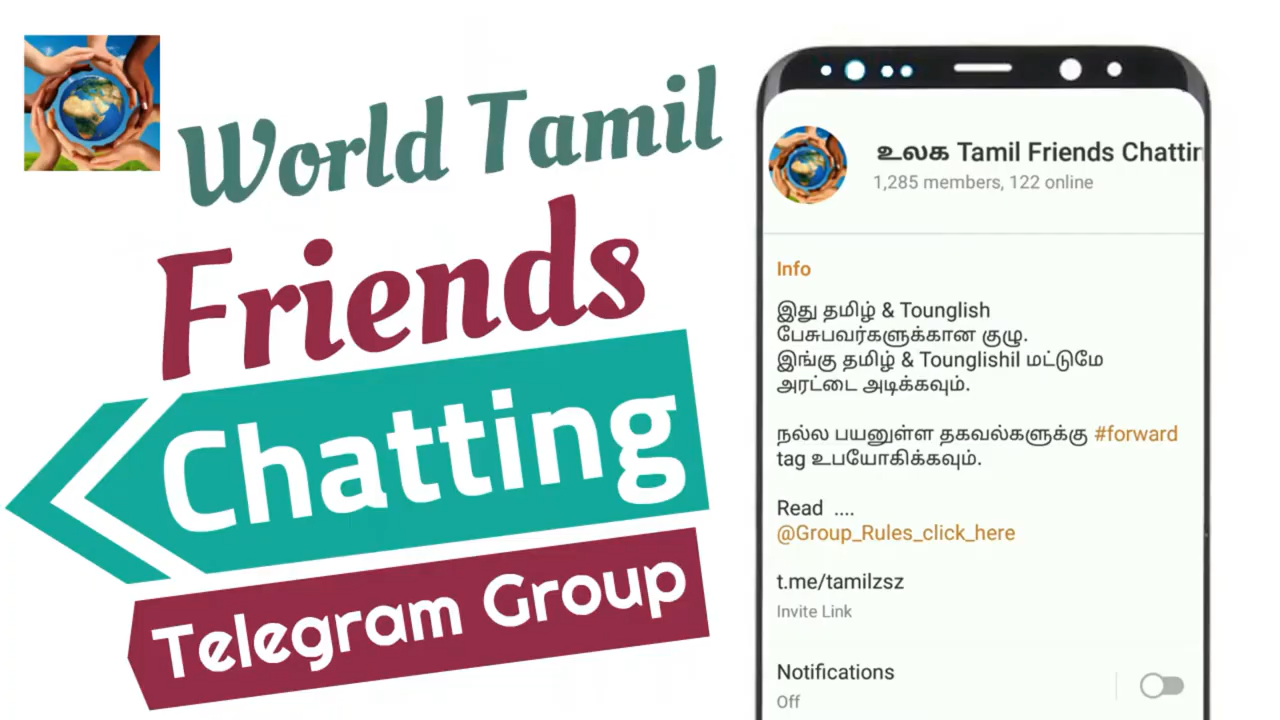 World Tamil
Friends
Chatting
Telegram Group
உலக Tamil Friends Chattin
1,285 members, 122 online
Info
இது தமிழ் & Tounglish
பேசுபவர்களுக்கான குழு.
இங்கு தமிழ் & Tounglishil மட்டுமே
அரட்டை அடிக்கவும்.
நல்ல பயனுள்ள தகவல்களுக்கு #forward
tag உபயோகிக்கவும்.
Read ....
@Group_Rules_click_here
t.me/tamilzsz
Invite Link
Notifications
Off